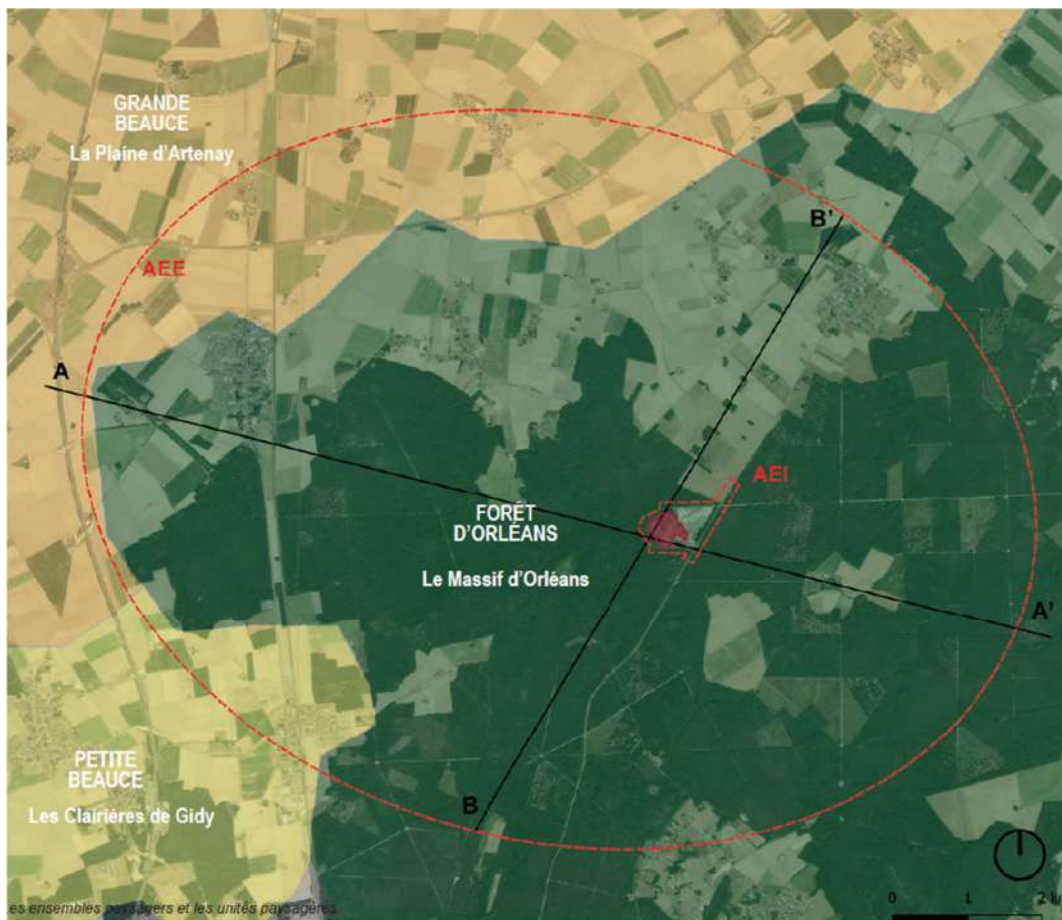 GRANDE
BEAUCE
La Plaine d'Artenay
B'
AEE
A
AEI
FORÊT
D'ORLÉANS
Le Massif d'Orléans
A'
PETITE
BEAUCE
Les Clairières de Gidy
B
es ensembles paysagers et les unités paysagères
0 1 2 k